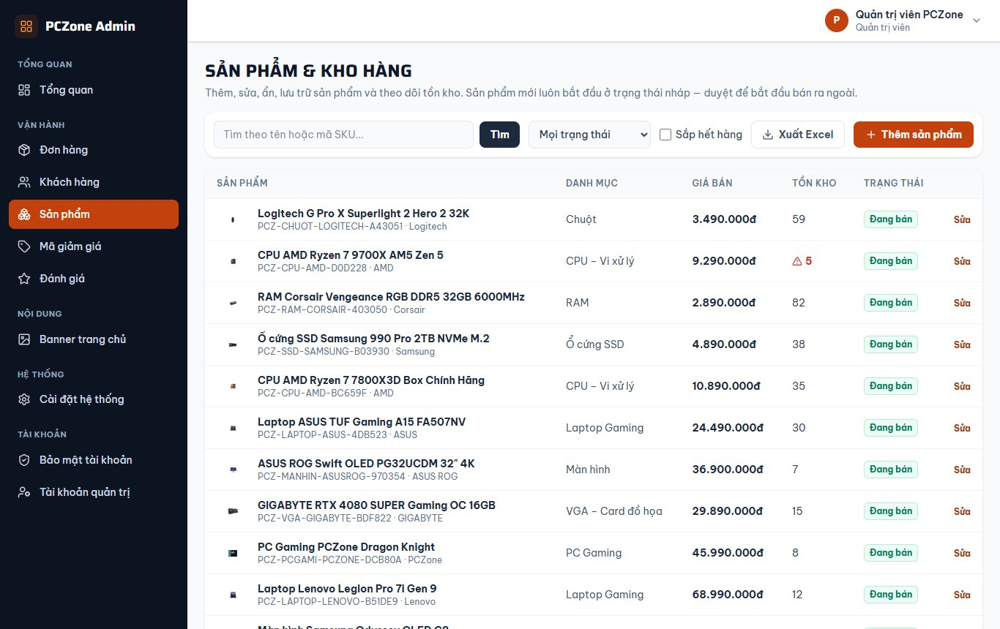 PCZone Admin
TỔNG QUAN
Tổng quan
VẬN HÀNH
Đơn hàng
Khách hàng
Sản phẩm
Mã giảm giá
Đánh giá
NỘI DUNG
Banner trang chủ
HỆ THỐNG
Cài đặt hệ thống
TÀI KHOẢN
Bảo mật tài khoản
Tài khoản quản trị
P
Quản trị viên PCZone
Quản trị viên
SẢN PHẨM & KHO HÀNG
Thêm, sửa, ẩn, lưu trữ sản phẩm và theo dõi tồn kho. Sản phẩm mới luôn bắt đầu ở trạng thái nháp — duyệt để bắt đầu bán ra ngoài.
Tìm theo tên hoặc mã SKU... Tìm Mọi trạng thái Sắp hết hàng Xuất Excel Thêm sản phẩm
SẢN PHẨM DANH MỤC GIÁ BÁN TỒN KHO TRẠNG THÁI
Logitech G Pro X Superlight 2 Hero 2 32K
PCZ-CHUOT-LOGITECH-A43051 · Logitech
Chuột 3.490.000đ 59 Đang bán Sửa
CPU AMD Ryzen 7 9700X AM5 Zen 5
PCZ-CPU-AMD-D0D228 · AMD
CPU – Vi xử lý 9.290.000đ 5 Đang bán Sửa
RAM Corsair Vengeance RGB DDR5 32GB 6000MHz
PCZ-RAM-CORSAIR-403050 · Corsair
RAM 2.890.000đ 82 Đang bán Sửa
Ổ cứng SSD Samsung 990 Pro 2TB NVMe M.2
PCZ-SSD-SAMSUNG-B03930 · Samsung
Ổ cứng SSD 4.890.000đ 38 Đang bán Sửa
CPU AMD Ryzen 7 7800X3D Box Chính Hãng
PCZ-CPU-AMD-BC659F · AMD
CPU – Vi xử lý 10.890.000đ 35 Đang bán Sửa
Laptop ASUS TUF Gaming A15 FA507NV
PCZ-LAPTOP-ASUS-4DB523 · ASUS
Laptop Gaming 24.490.000đ 30 Đang bán Sửa
ASUS ROG Swift OLED PG32UCDM 32" 4K
PCZ-MANHIN-ASUSROG-970354 · ASUS ROG
Màn hình 36.900.000đ 7 Đang bán Sửa
GIGABYTE RTX 4080 SUPER Gaming OC 16GB
PCZ-VGA-GIGABYTE-BDF822 · GIGABYTE
VGA – Card đồ họa 29.890.000đ 15 Đang bán Sửa
PC Gaming PCZone Dragon Knight
PCZ-PCGAMI-PCZONE-DCB80A · PCZone
PC Gaming 45.990.000đ 8 Đang bán Sửa
Laptop Lenovo Legion Pro 7i Gen 9
PCZ-LAPTOP-LENOVO-B51DE9 · Lenovo
Laptop Gaming 68.990.000đ 12 Đang bán Sửa